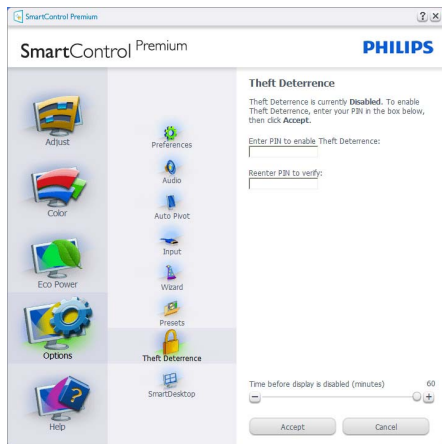 SmartControl Premium
SmartControl Premium
PHILIPS
Adjust
Color
Eco Power
Options
Help
Preferences
Audio
Auto Pivot
Input
Wizard
Presets
Theft Deterrence
SmartDesktop
Theft Deterrence
Theft Deterrence is currently Disabled. To enable
Theft Deterrence, enter your PIN in the box below,
then click Accept.
Enter PIN to enable Theft Deterrence:
Reenter PIN to verify:
Time before display is disabled (minutes) 60
Accept
Cancel